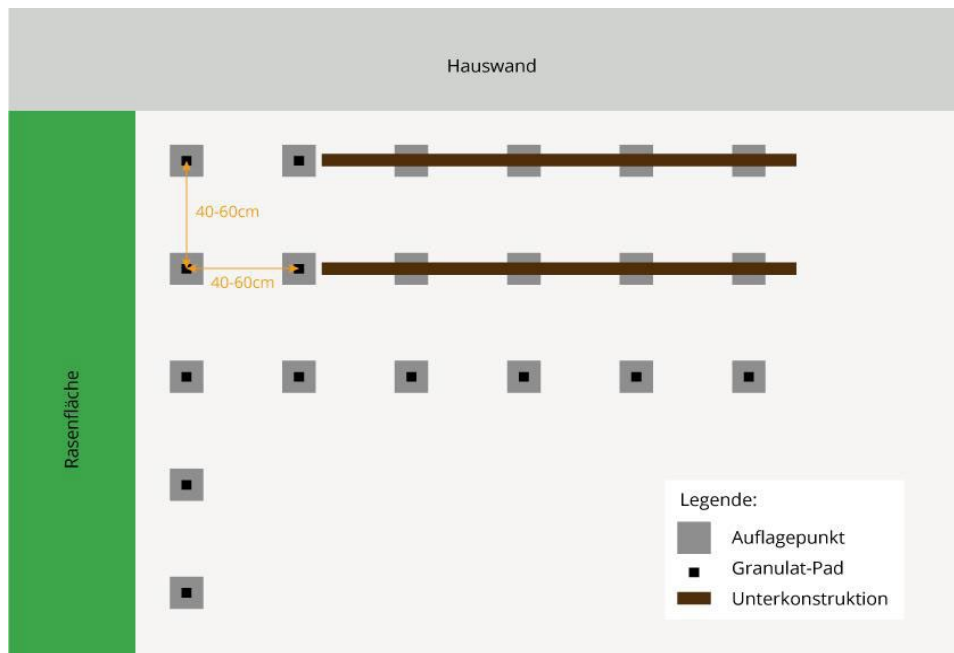 Hauswand
40-60cm
40-60cm
Rasenfläche
Legende:
Auflagepunkt
Granulat-Pad
Unterkonstruktion